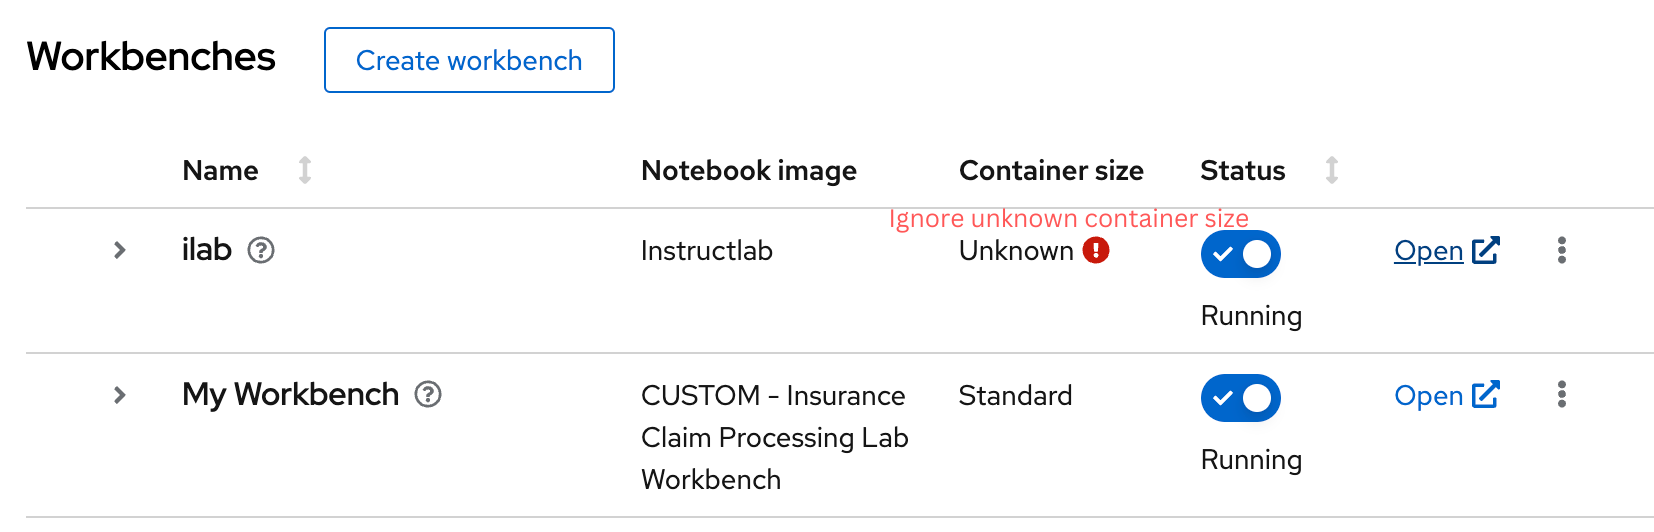 Workbenches
Create workbench
Name Notebook image Container size Status
Ignore unknown container size
ilab Instructlab Unknown Open
Running
My Workbench CUSTOM - Insurance Standard Open
Claim Processing Lab
Running
Workbench